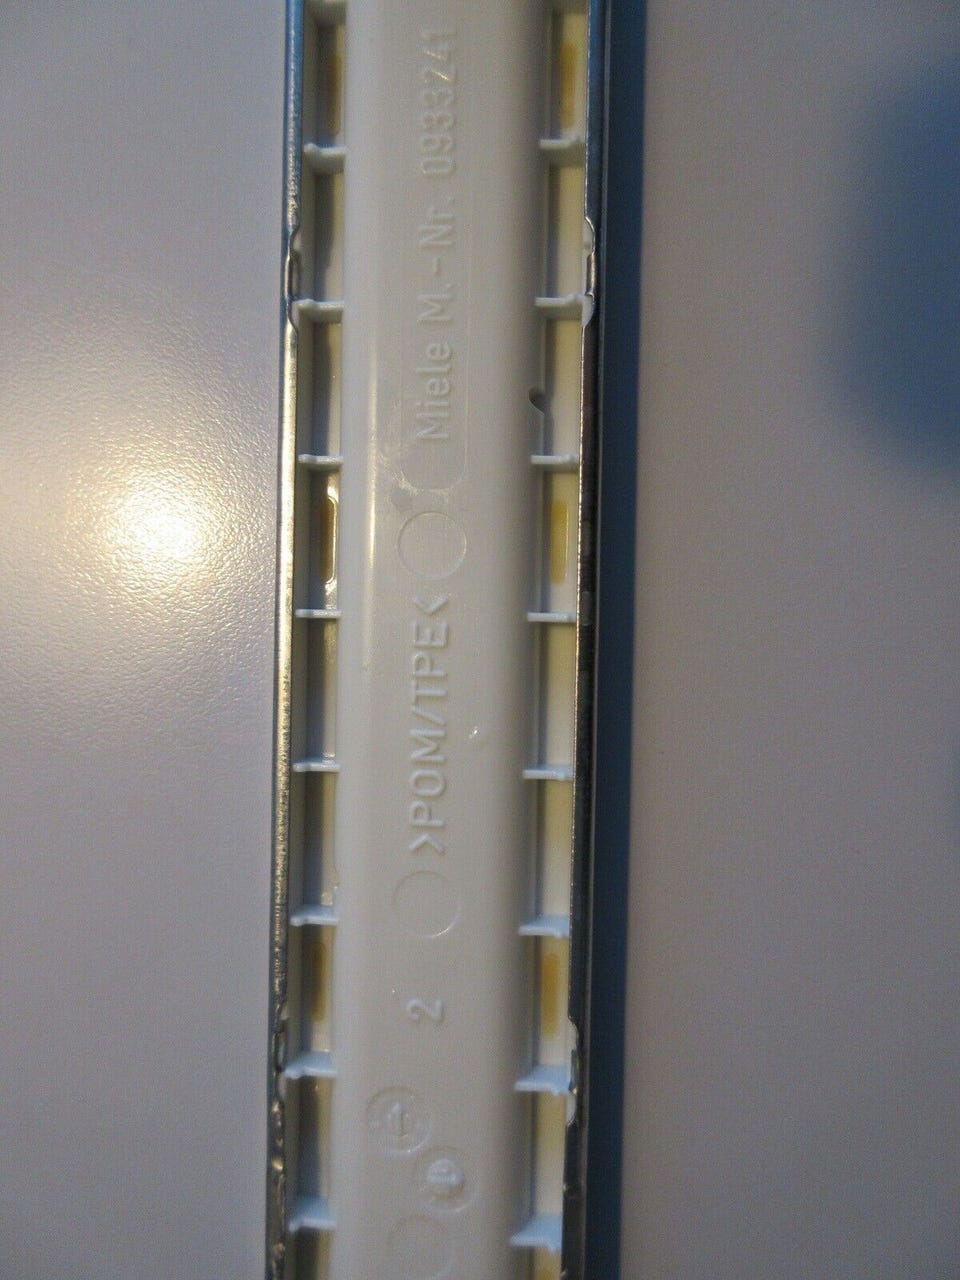 Miele M.-Nr. 0933241
>POM/TPE<
2